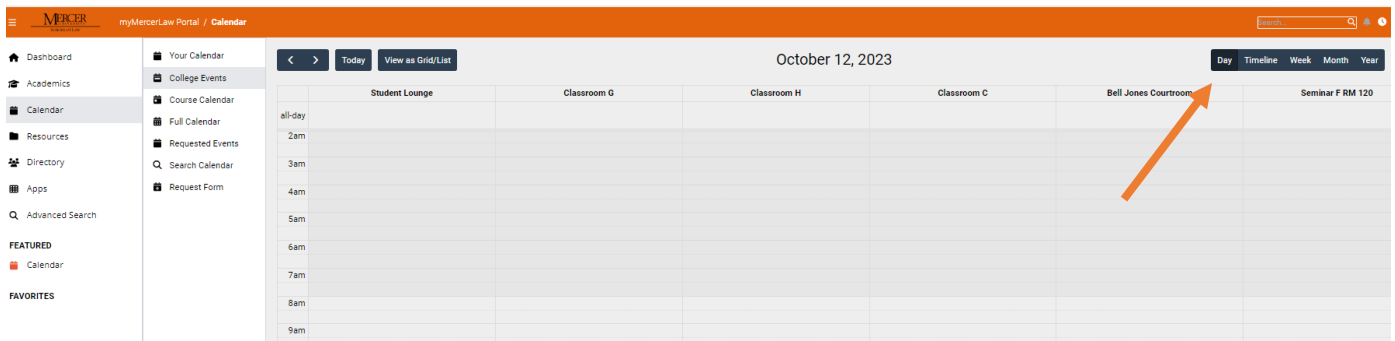 MERCER
SCHOOL OF LAW
myMercerLaw Portal / Calendar
Search...
Dashboard
Academics
Calendar
Resources
Directory
Apps
Advanced Search
FEATURED
Calendar
FAVORITES
Your Calendar
College Events
Course Calendar
Full Calendar
Requested Events
Search Calendar
Request Form
Today
View as Grid/List
October 12, 2023
Day Timeline Week Month Year
Student Lounge Classroom G Classroom H Classroom C Bell Jones Courtroom Seminar F RM 120
all-day
2am
3am
4am
5am
6am
7am
8am
9am